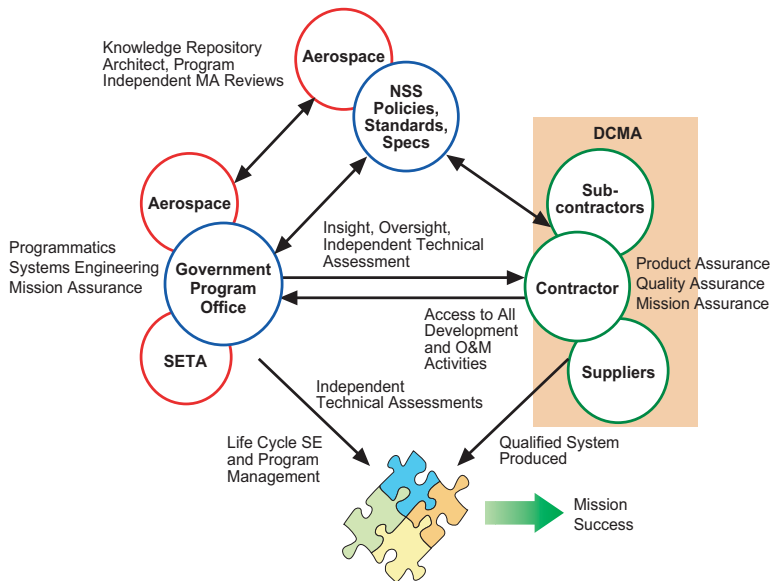 Knowledge Repository
Architect, Program
Independent MA Reviews
Aerospace
NSS
Policies,
Standards,
Specs
DCMA
Sub-
contractors
Aerospace
Programmatics
Systems Engineering
Mission Assurance
Government
Program
Office
Insight, Oversight,
Independent Technical
Assessment
Contractor
Product Assurance
Quality Assurance
Mission Assurance
Access to All
Development
and O&M
Activities
SETA
Suppliers
Independent
Technical Assessments
Life Cycle SE
and Program
Management
Qualified System
Produced
Mission
Success